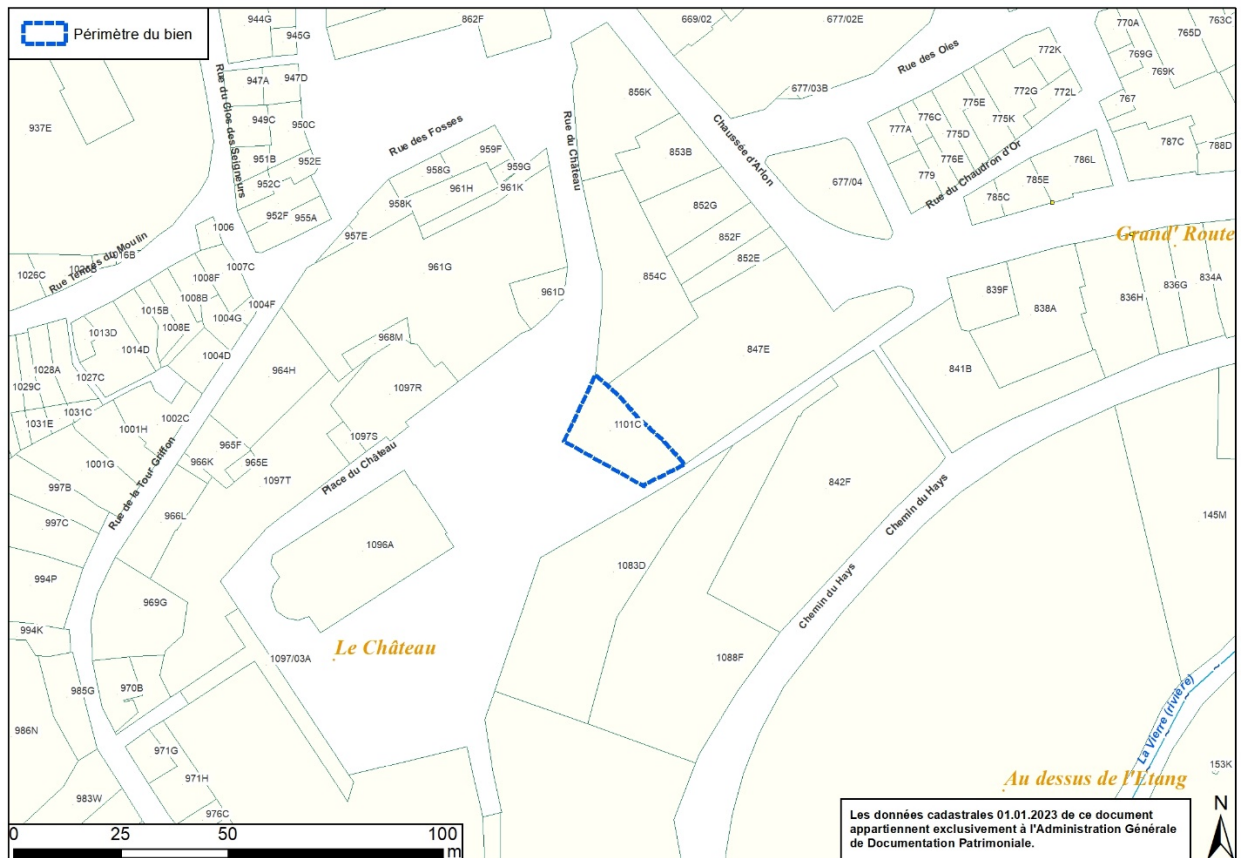 Périmètre du bien
944G
945G
862F
669/02
677/02E
770A
763C
765D
769G
769K
772K
772G
772L
767
787C
788D
937E
947A
947D
949C
950C
951B
952E
952C
952F
955A
Rue du Clos des Seigneurs
Rue des Fosses
959F
959G
958G
961H
961K
958K
957E
961G
961D
Rue du Château
856K
853B
852G
852F
852E
854C
847E
Chaussée d'Arlon
677/03B
677/04
Rue des Oies
777A
776C
775E
775D
775K
776E
779
Rue du Chaudron d'Or
785C
785E
786L
Grand' Route
839F
838A
836H
836G
834A
841B
1006
1007C
1016B
1026C
Rue Tennes du Moulin
1008F
1008B
1008E
1015B
1004F
1004G
1004D
1013D
1014D
1028A
1029C
1027C
1031C
1031E
1002C
1001H
1001G
997B
997C
Rue de la Tour Griffon
964H
968M
1097R
1097S
965F
965E
966K
1097T
966L
Place du Château
1096A
1101C
842F
1083D
1088F
Chemin du Hays
Chemin du Hays
145M
994P
994K
969G
985G
970B
986N
971G
971H
983W
976C
1097/03A
Le Château
La Vierre (rivière)
153K
Au dessus de l'Etang
0 25 50 100
m
Les données cadastrales 01.01.2023 de ce document
appartiennent exclusivement à l'Administration Générale
de Documentation Patrimoniale.
N